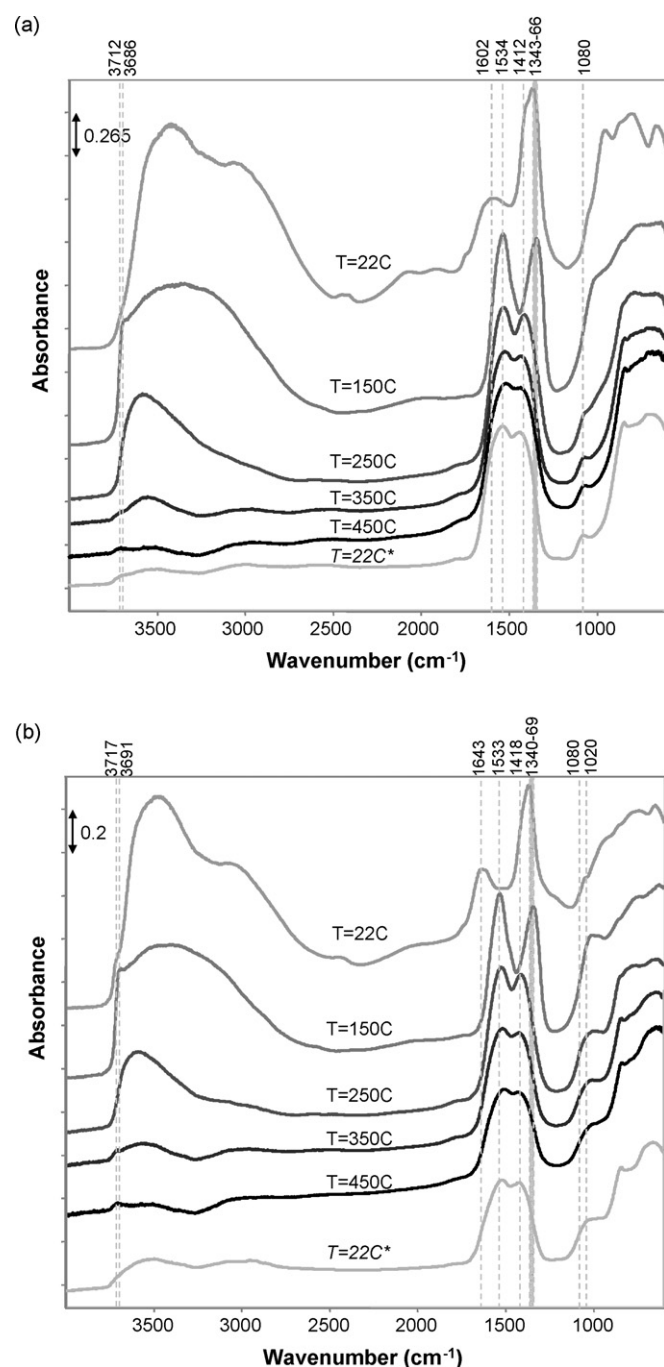 (a)
3712
3686
1602
1534
1412
1343-66
1080
0.265
T=22C
T=150C
T=250C
T=350C
T=450C
T=22C*
Absorbance
3500 3000 2500 2000 1500 1000
Wavenumber (cm-1)
(b)
3717
3691
1643
1533
1418
1340-69
1080
1020
0.2
T=22C
T=150C
T=250C
T=350C
T=450C
T=22C*
Absorbance
3500 3000 2500 2000 1500 1000
Wavenumber (cm-1)